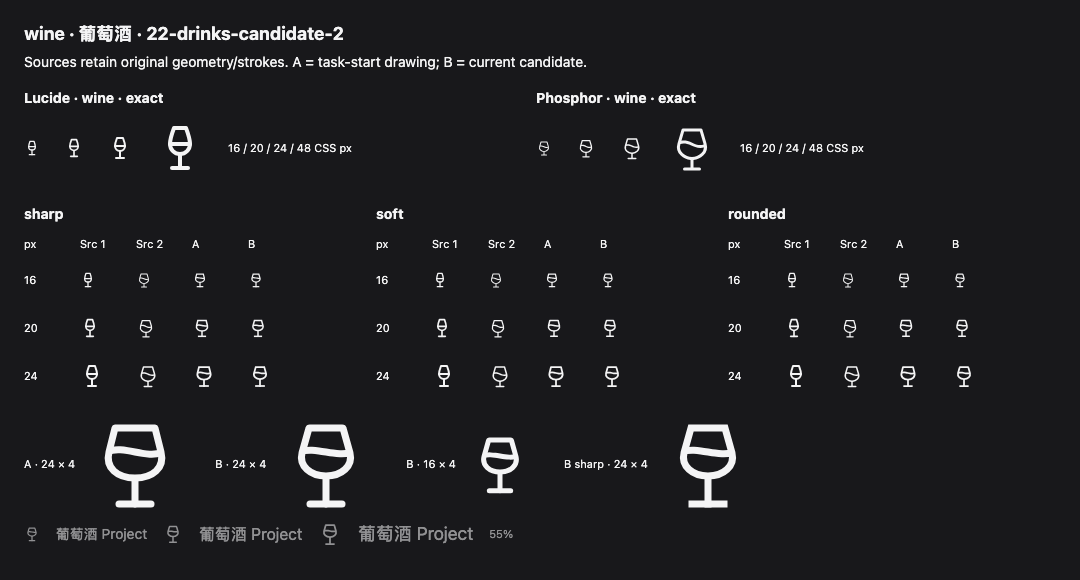 wine · 葡萄酒 · 22-drinks-candidate-2
Sources retain original geometry/strokes. A = task-start drawing; B = current candidate.
Lucide · wine · exact
Phosphor · wine · exact
16 / 20 / 24 / 48 CSS px
16 / 20 / 24 / 48 CSS px
sharp
soft
rounded
px Src 1 Src 2 A B
px Src 1 Src 2 A B
px Src 1 Src 2 A B
16
16
16
20
20
20
24
24
24
A · 24 × 4
B · 24 × 4
B · 16 × 4
B sharp · 24 × 4
葡萄酒 Project
葡萄酒 Project
葡萄酒 Project
55%